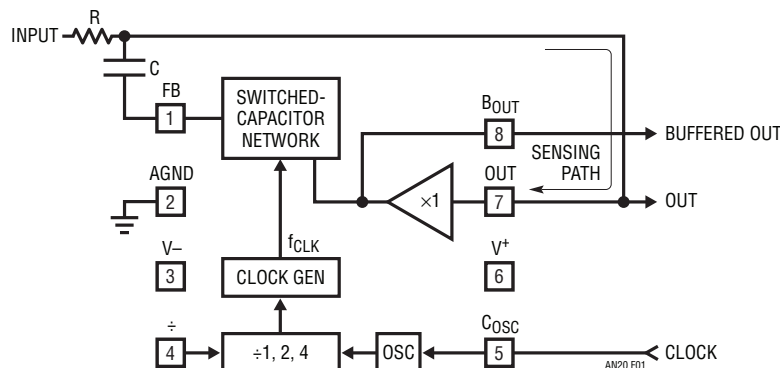 R
INPUT
C
FB
1
SWITCHED-
CAPACITOR
NETWORK
BOUT
8
BUFFERED OUT
SENSING
PATH
AGND
2
×1
OUT
7
OUT
fCLK
V–
3
CLOCK GEN
V+
6
÷
4
÷1, 2, 4
OSC
COSC
5
CLOCK
AN20 F01